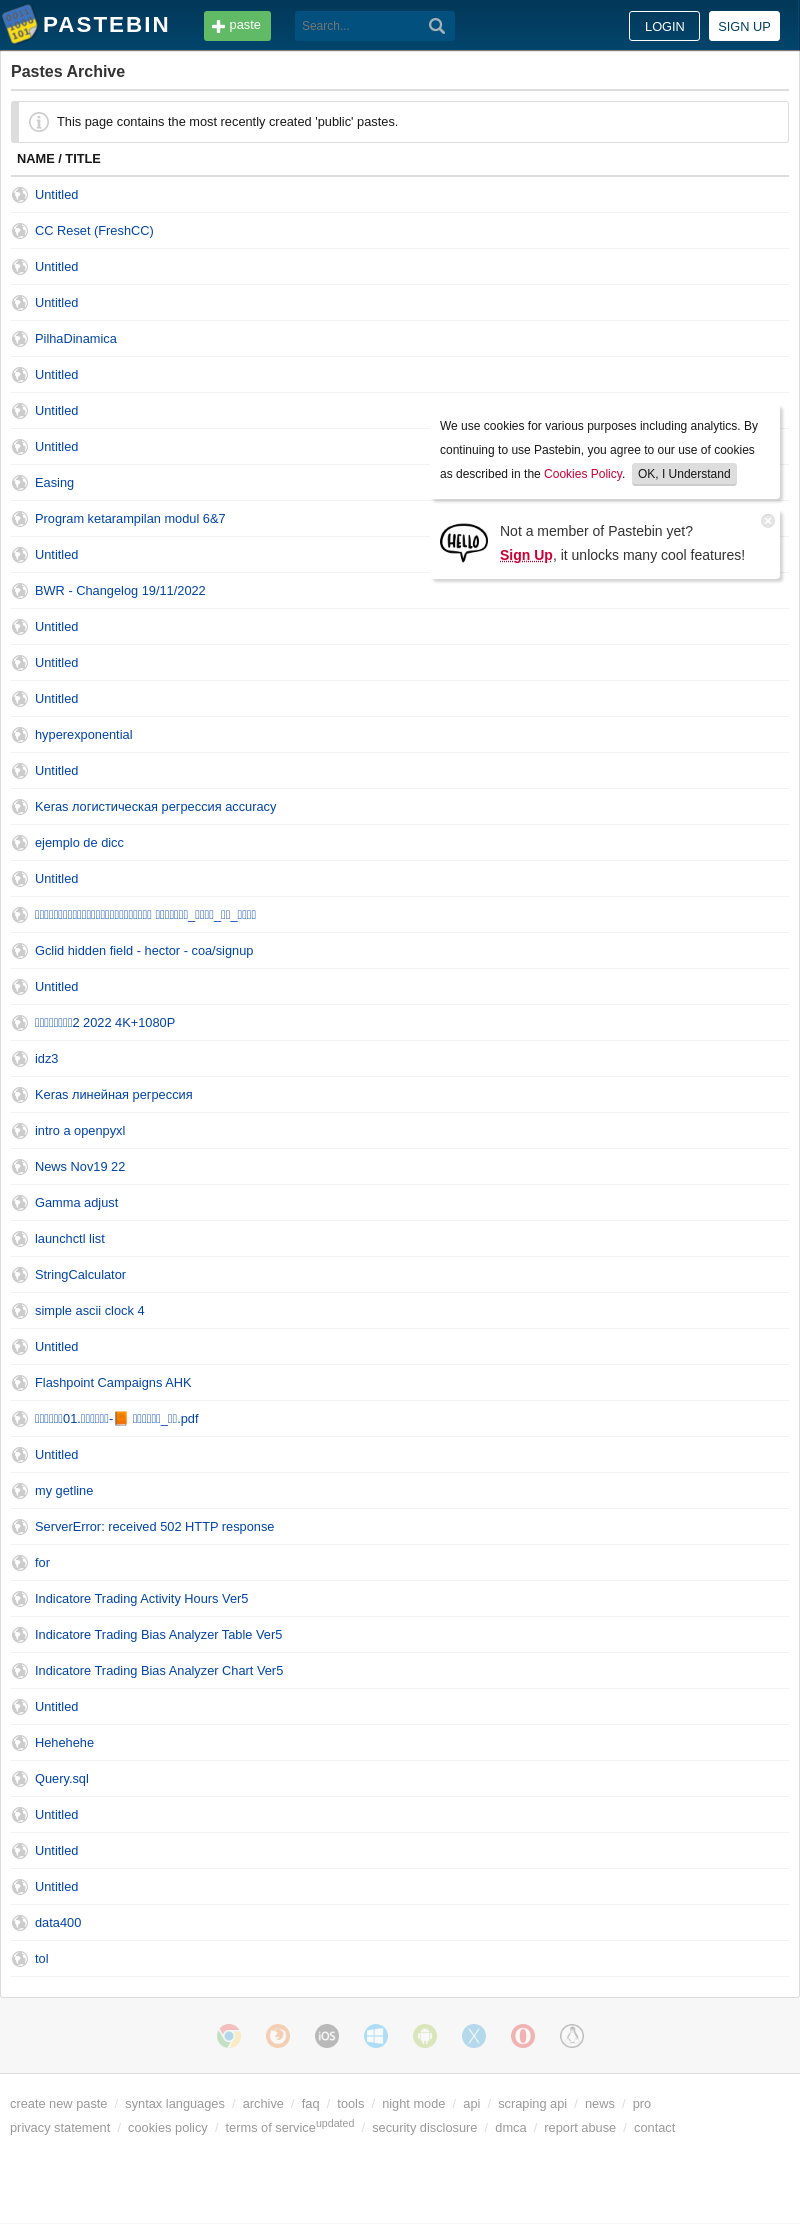 PASTEBIN
paste
Search...
LOGIN
SIGN UP
Pastes Archive
This page contains the most recently created 'public' pastes.
NAME / TITLE
Untitled
CC Reset (FreshCC)
Untitled
Untitled
PilhaDinamica
Untitled
Untitled
Untitled
Easing
Program ketarampilan modul 6&7
Untitled
BWR - Changelog 19/11/2022
We use cookies for various purposes including analytics. By
continuing to use Pastebin, you agree to our use of cookies
as described in the Cookies Policy. OK, I Understand
HELLO
Not a member of Pastebin yet?
Sign Up, it unlocks many cool features!
Untitled
Untitled
Untitled
hyperexponential
Untitled
Keras логистическая регрессия accuracy
ejemplo de dicc
Untitled
Gclid hidden field - hector - coa/signup
Untitled
2 2022 4K+1080P
idz3
Keras линейная регрессия
intro a openpyxl
News Nov19 22
Gamma adjust
launchctl list
StringCalculator
simple ascii clock 4
Untitled
Flashpoint Campaigns AHK
01.-📙 _.pdf
Untitled
my getline
ServerError: received 502 HTTP response
for
Indicatore Trading Activity Hours Ver5
Indicatore Trading Bias Analyzer Table Ver5
Indicatore Trading Bias Analyzer Chart Ver5
Untitled
Hehehehe
Query.sql
Untitled
Untitled
Untitled
data400
tol
iOS
create new paste / syntax languages / archive / faq / tools / night mode / api / scraping api / news / pro
privacy statement / cookies policy / terms of service updated / security disclosure / dmca / report abuse / contact